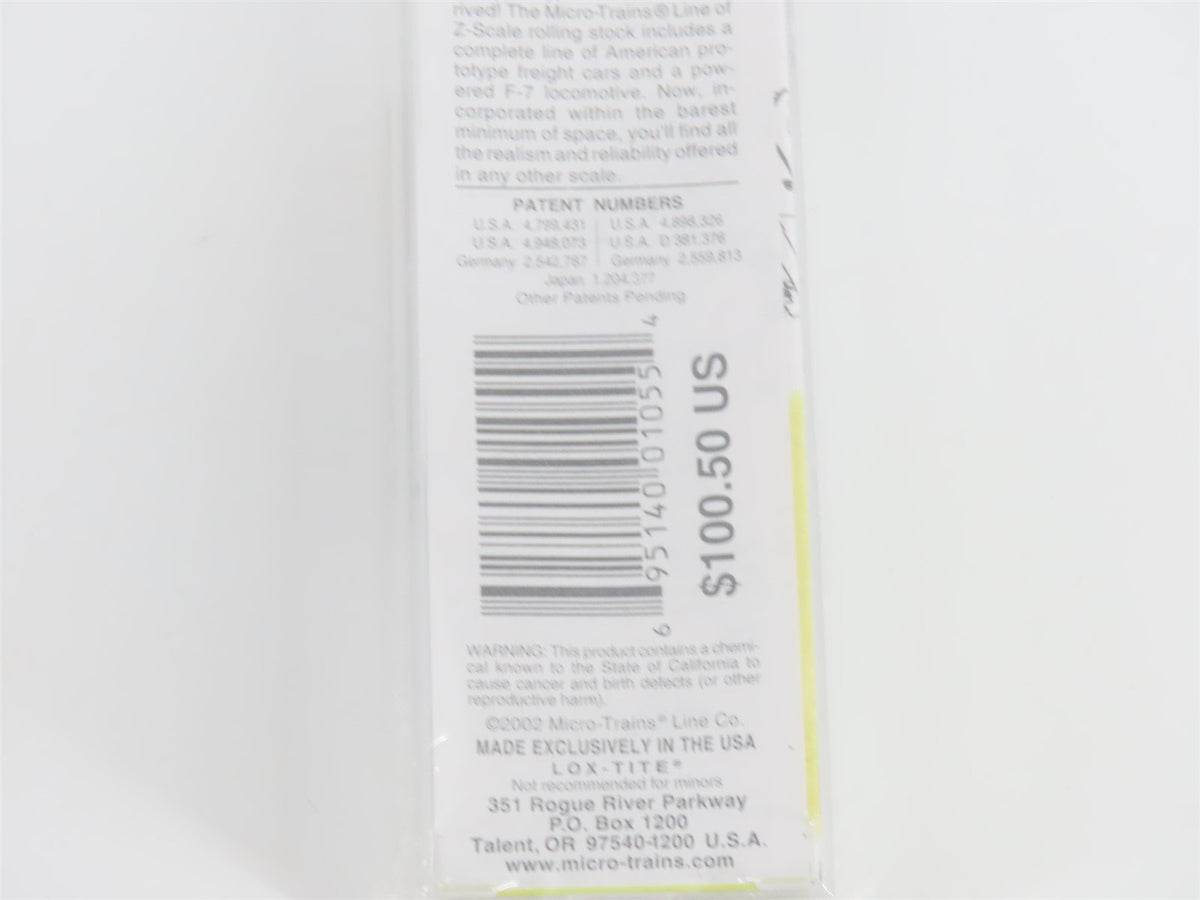 rived! The Micro-Trains® Line of
Z-Scale rolling stock includes a
complete line of American pro-
totype freight cars and a pow-
ered F-7 locomotive. Now, in-
corporated within the barest
minimum of space, you'll find all
the realism and reliability offered
in any other scale.
PATENT NUMBERS
U.S.A. 4,799,431 U.S.A. 4,898,326
U.S.A. 4,948,073 U.S.A. D 381,376
Germany 2,542,787 Germany 2,559,813
Japan 1,204,377
Other Patents Pending
6 95140 01055 4
$100.50 US
WARNING: This product contains a chemi-
cal known to the State of California to
cause cancer and birth defects (or other
reproductive harm).
©2002 Micro-Trains® Line Co.
MADE EXCLUSIVELY IN THE USA
LOX-TITE®
Not recommended for minors
351 Rogue River Parkway
P.O. Box 1200
Talent, OR 97540-1200 U.S.A.
www.micro-trains.com